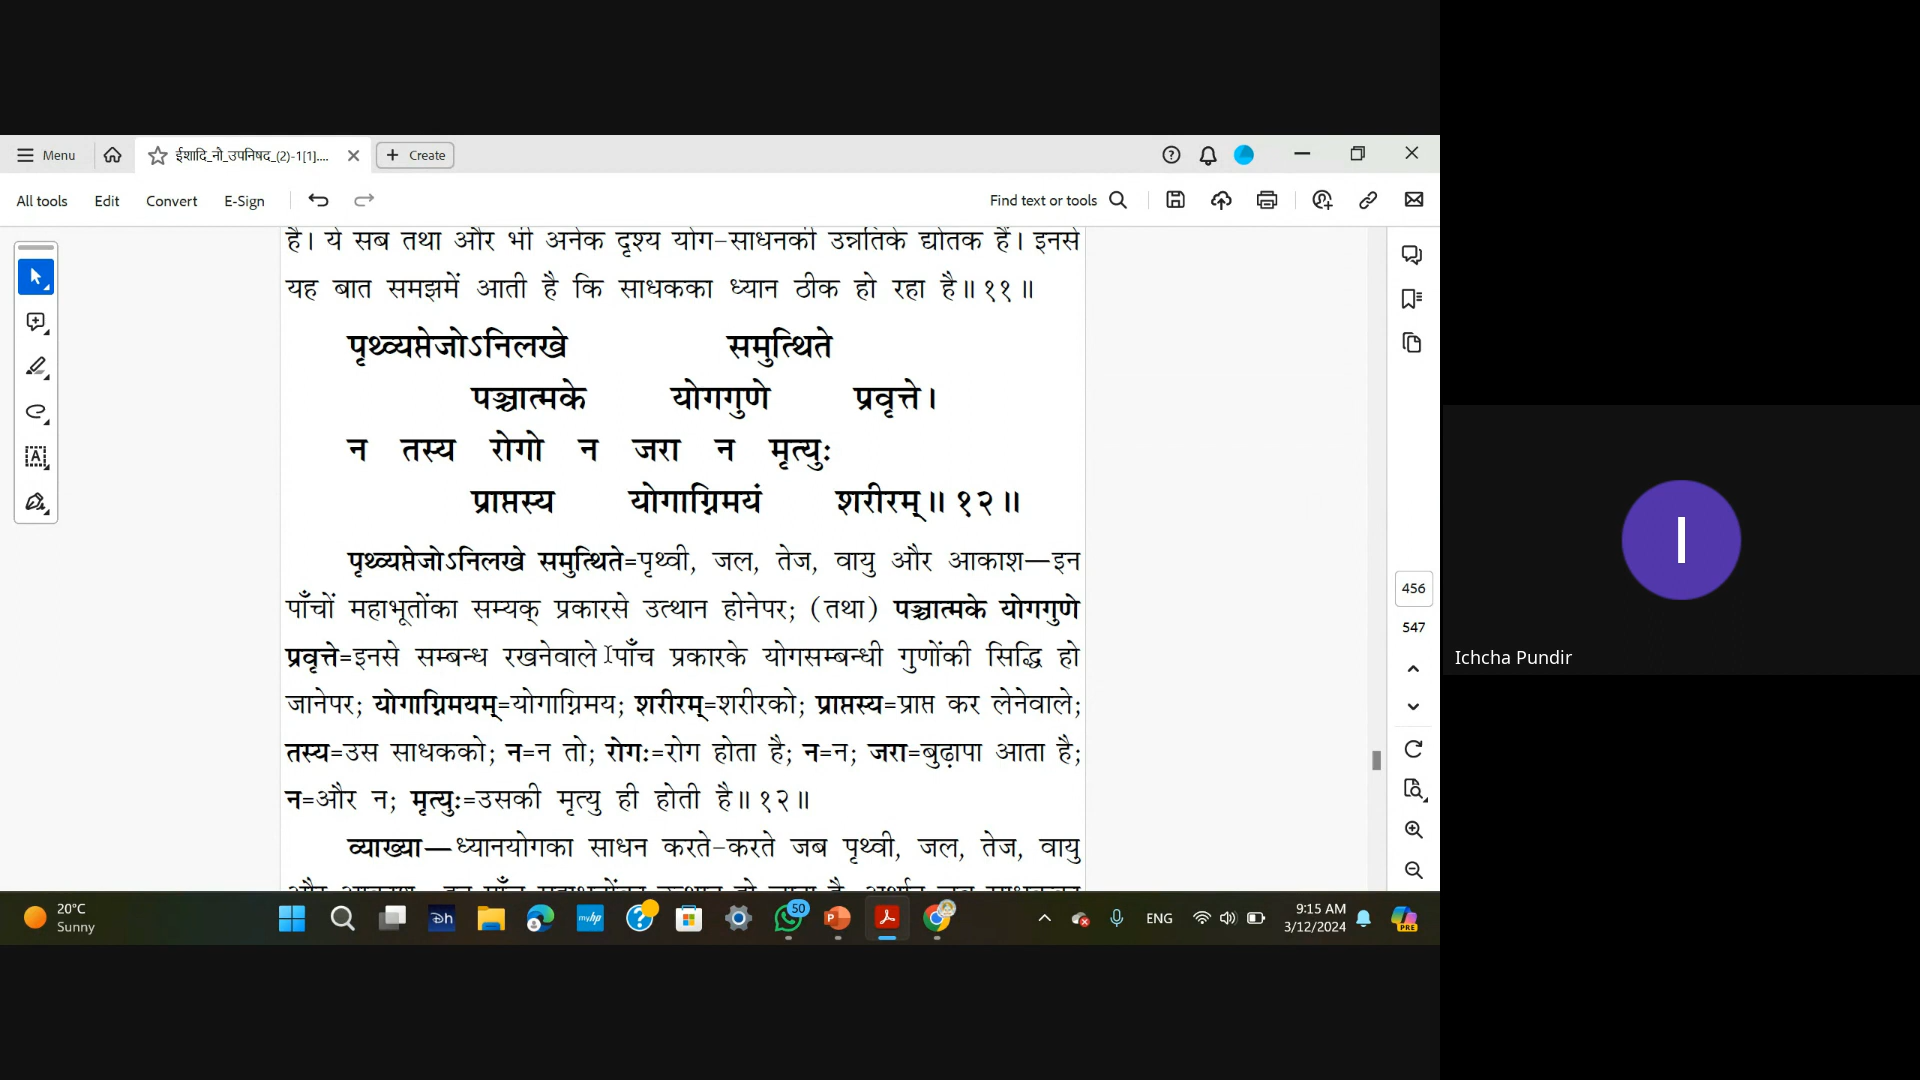 Menu
ईशादि_नो_उपनिषद_(2)-1[1]....
Create
All tools
Edit
Convert
E-Sign
Find text or tools
है। ये सब तथा और भी अनेक दृश्य योग-साधनकी उन्नतिके द्योतक हैं। इनसे
यह बात समझमें आती है कि साधकका ध्यान ठीक हो रहा है॥ ११॥
पृथ्व्यप्तेजोऽनिलखे समुत्थिते
पञ्चात्मके योगगुणे प्रवृत्ते।
न तस्य रोगो न जरा न मृत्युः
प्राप्तस्य योगाग्निमयं शरीरम्॥ १२॥
पृथ्व्यप्तेजोऽनिलखे समुत्थिते=पृथ्वी, जल, तेज, वायु और आकाश—इन
पाँचों महाभूतोंका सम्यक् प्रकारसे उत्थान होनेपर; (तथा) पञ्चात्मके योगगुणे
प्रवृत्ते=इनसे सम्बन्ध रखनेवाले पाँच प्रकारके योगसम्बन्धी गुणोंकी सिद्धि हो
जानेपर; योगाग्निमयम्=योगाग्निमय; शरीरम्=शरीरको; प्राप्तस्य=प्राप्त कर लेनेवाले;
तस्य=उस साधकको; न=न तो; रोगः=रोग होता है; न=न; जरा=बुढ़ापा आता है;
न=और न; मृत्युः=उसकी मृत्यु ही होती है॥ १२॥
व्याख्या—ध्यानयोगका साधन करते-करते जब पृथ्वी, जल, तेज, वायु
456
547
20°C
Sunny
50
ENG
9:15 AM
3/12/2024
I
Ichcha Pundir